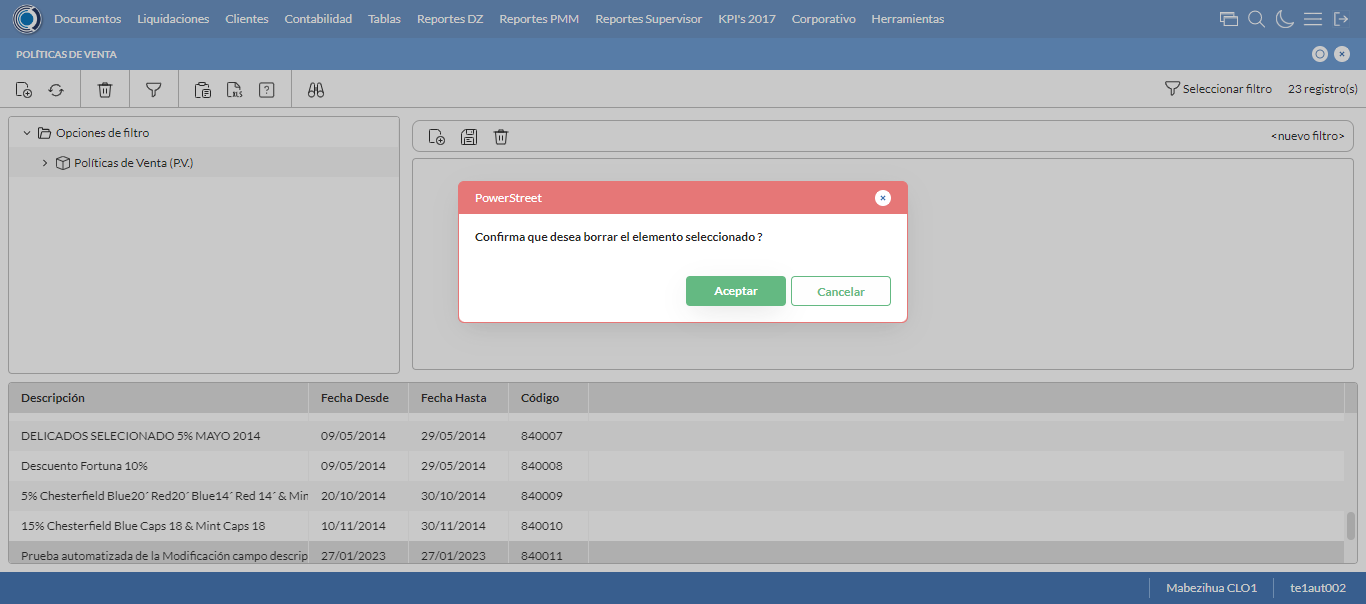 Documentos Liquidaciones Clientes Contabilidad Tablas Reportes DZ Reportes PMM Reportes Supervisor KPI's 2017 Corporativo Herramientas
POLÍTICAS DE VENTA
XLS ? Seleccionar filtro 23 registro(s)
Opciones de filtro
Políticas de Venta (P.V.)
<nuevo filtro>
PowerStreet
Confirma que desea borrar el elemento seleccionado ?
Aceptar Cancelar
Descripción Fecha Desde Fecha Hasta Código
DELICADOS SELECIONADO 5% MAYO 2014 09/05/2014 29/05/2014 840007
Descuento Fortuna 10% 09/05/2014 29/05/2014 840008
5% Chesterfield Blue20´ Red20´ Blue14´ Red 14´ & Min 20/10/2014 30/10/2014 840009
15% Chesterfield Blue Caps 18 & Mint Caps 18 10/11/2014 30/11/2014 840010
Prueba automatizada de la Modificación campo descrip 27/01/2023 27/01/2023 840011
Mabezihua CLO1 te1aut002